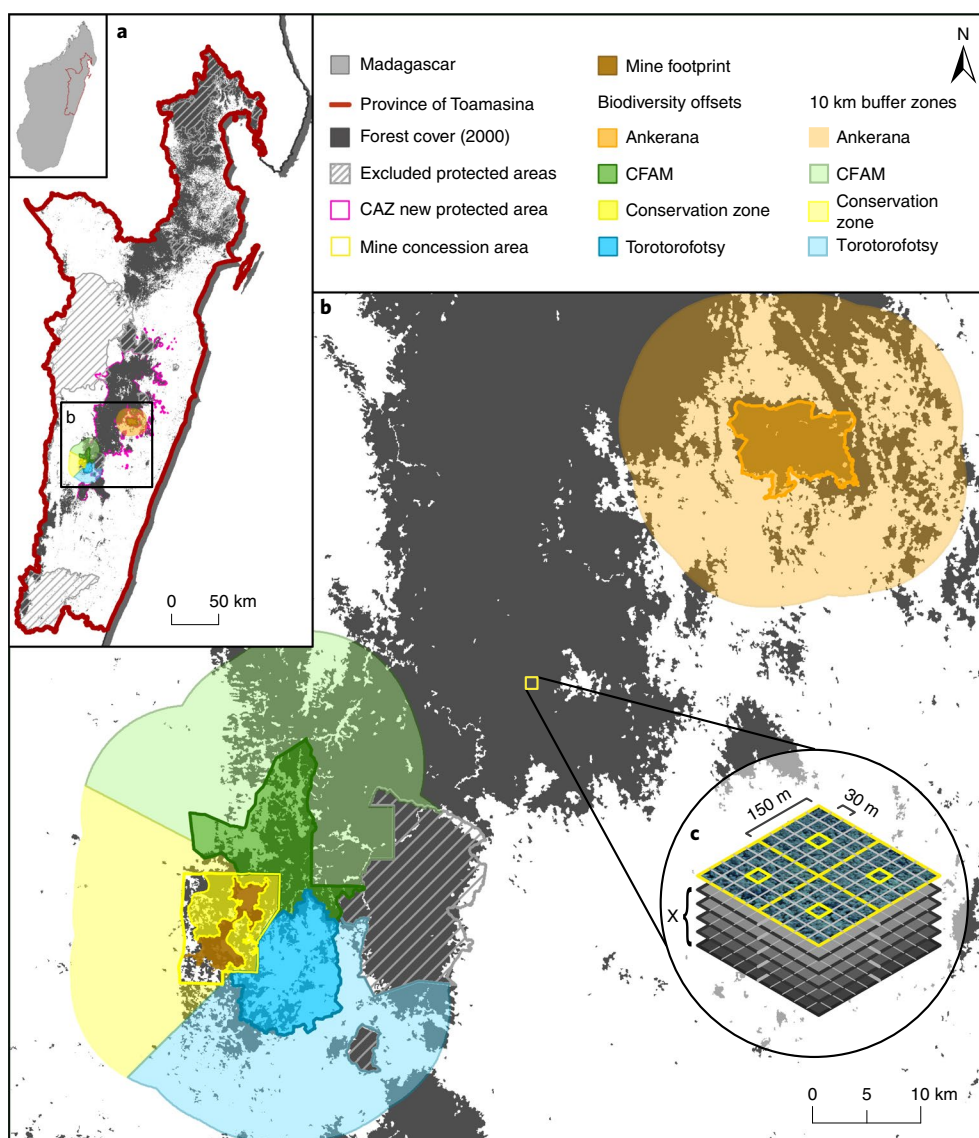 a
Madagascar
Province of Toamasina
Forest cover (2000)
Excluded protected areas
CAZ new protected area
Mine concession area
Mine footprint
Biodiversity offsets
Ankerana
CFAM
Conservation zone
Torotorofotsy
10 km buffer zones
Ankerana
CFAM
Conservation
zone
Torotorofotsy
N
b
0 50 km
b
150 m
30 m
c
X
0 5 10 km